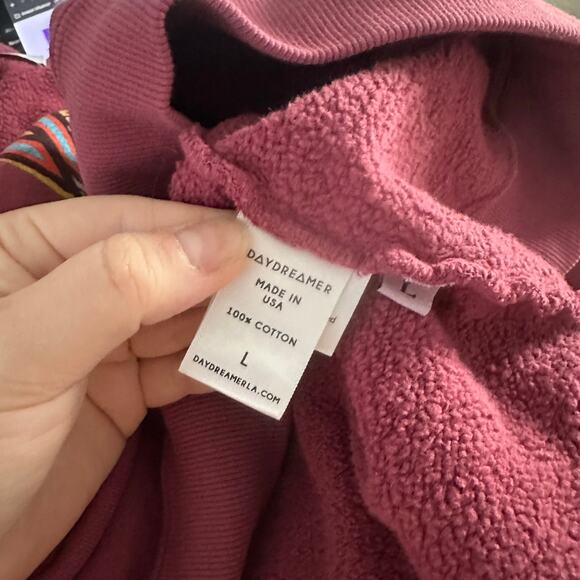 DAYDREAMER
MADE IN
USA
100% COTTON
L
DAYDREAMERLA.COM
L